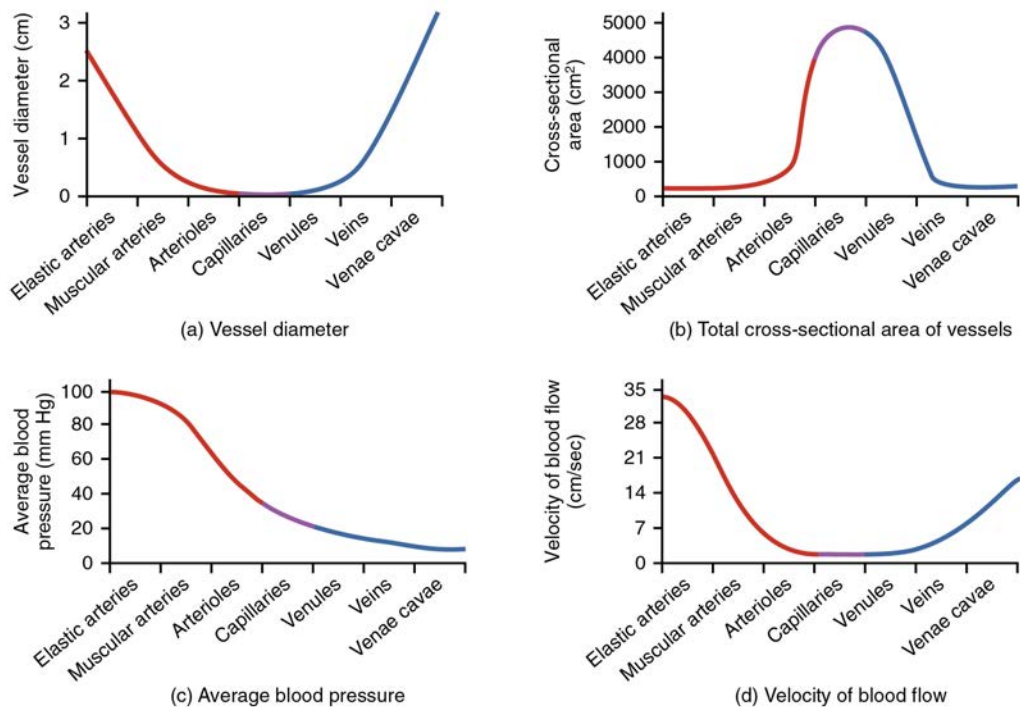 Vessel diameter (cm)
3
2
1
0
Elastic arteries
Muscular arteries
Arterioles
Capillaries
Venules
Veins
Venae cavae
(a) Vessel diameter
Cross-sectional
area (cm²)
5000
4000
3000
2000
1000
0
Elastic arteries
Muscular arteries
Arterioles
Capillaries
Venules
Veins
Venae cavae
(b) Total cross-sectional area of vessels
Average blood
pressure (mm Hg)
100
80
60
40
20
0
Elastic arteries
Muscular arteries
Arterioles
Capillaries
Venules
Veins
Venae cavae
(c) Average blood pressure
Velocity of blood flow
(cm/sec)
35
28
21
14
7
0
Elastic arteries
Muscular arteries
Arterioles
Capillaries
Venules
Veins
Venae cavae
(d) Velocity of blood flow